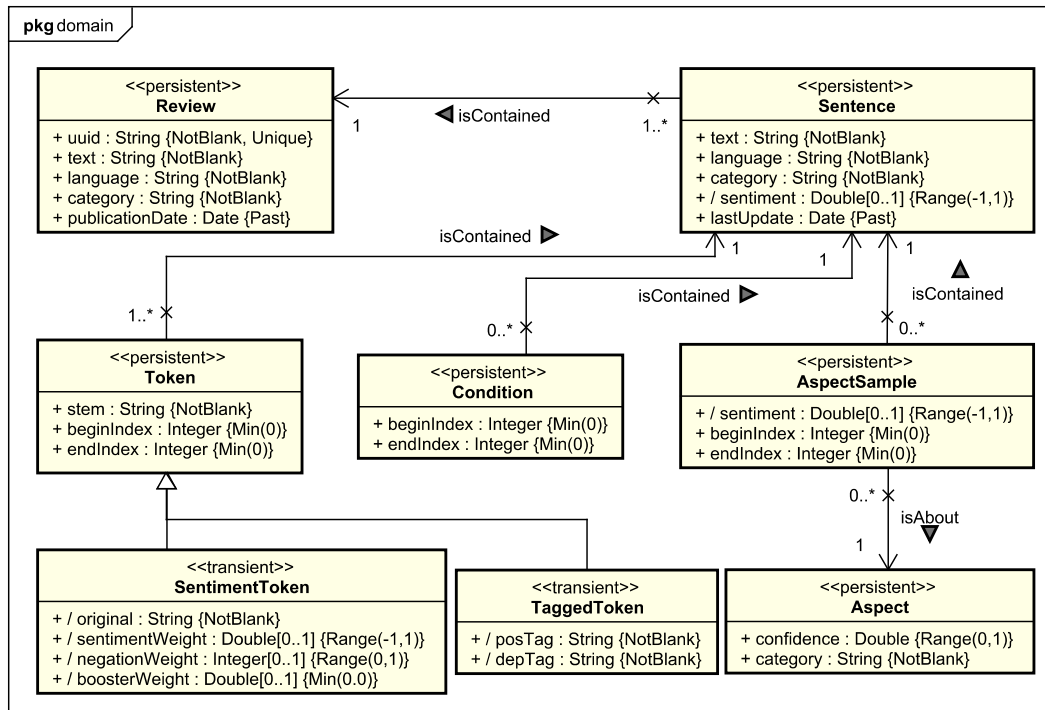 pkg domain
<<persistent>>
Review
+ uuid : String {NotBlank, Unique}
+ text : String {NotBlank}
+ language : String {NotBlank}
+ category : String {NotBlank}
+ publicationDate : Date {Past}
1
isContained
1..*
<<persistent>>
Sentence
+ text : String {NotBlank}
+ language : String {NotBlank}
+ category : String {NotBlank}
+ / sentiment : Double[0..1] {Range(-1,1)}
+ lastUpdate : Date {Past}
isContained
1
1..*
isContained
1
0..*
isContained
1
0..*
<<persistent>>
Token
+ stem : String {NotBlank}
+ beginIndex : Integer {Min(0)}
+ endIndex : Integer {Min(0)}
<<persistent>>
Condition
+ beginIndex : Integer {Min(0)}
+ endIndex : Integer {Min(0)}
<<persistent>>
AspectSample
+ / sentiment : Double[0..1] {Range(-1,1)}
+ beginIndex : Integer {Min(0)}
+ endIndex : Integer {Min(0)}
0..*
isAbout
1
<<transient>>
SentimentToken
+ / original : String {NotBlank}
+ / sentimentWeight : Double[0..1] {Range(-1,1)}
+ / negationWeight : Integer[0..1] {Range(0,1)}
+ / boosterWeight : Double[0..1] {Min(0.0)}
<<transient>>
TaggedToken
+ / posTag : String {NotBlank}
+ / depTag : String {NotBlank}
<<persistent>>
Aspect
+ confidence : Double {Range(0,1)}
+ category : String {NotBlank}